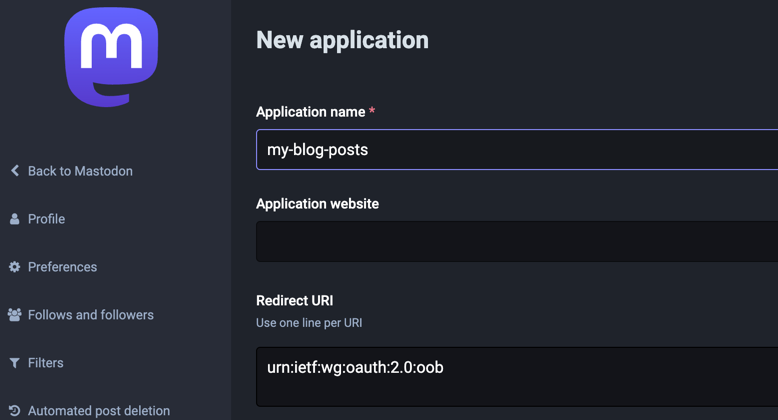 New application
Application name *
my-blog-posts
Application website
Redirect URI
Use one line per URI
urn:ietf:wg:oauth:2.0:oob
Back to Mastodon
Profile
Preferences
Follows and followers
Filters
Automated post deletion